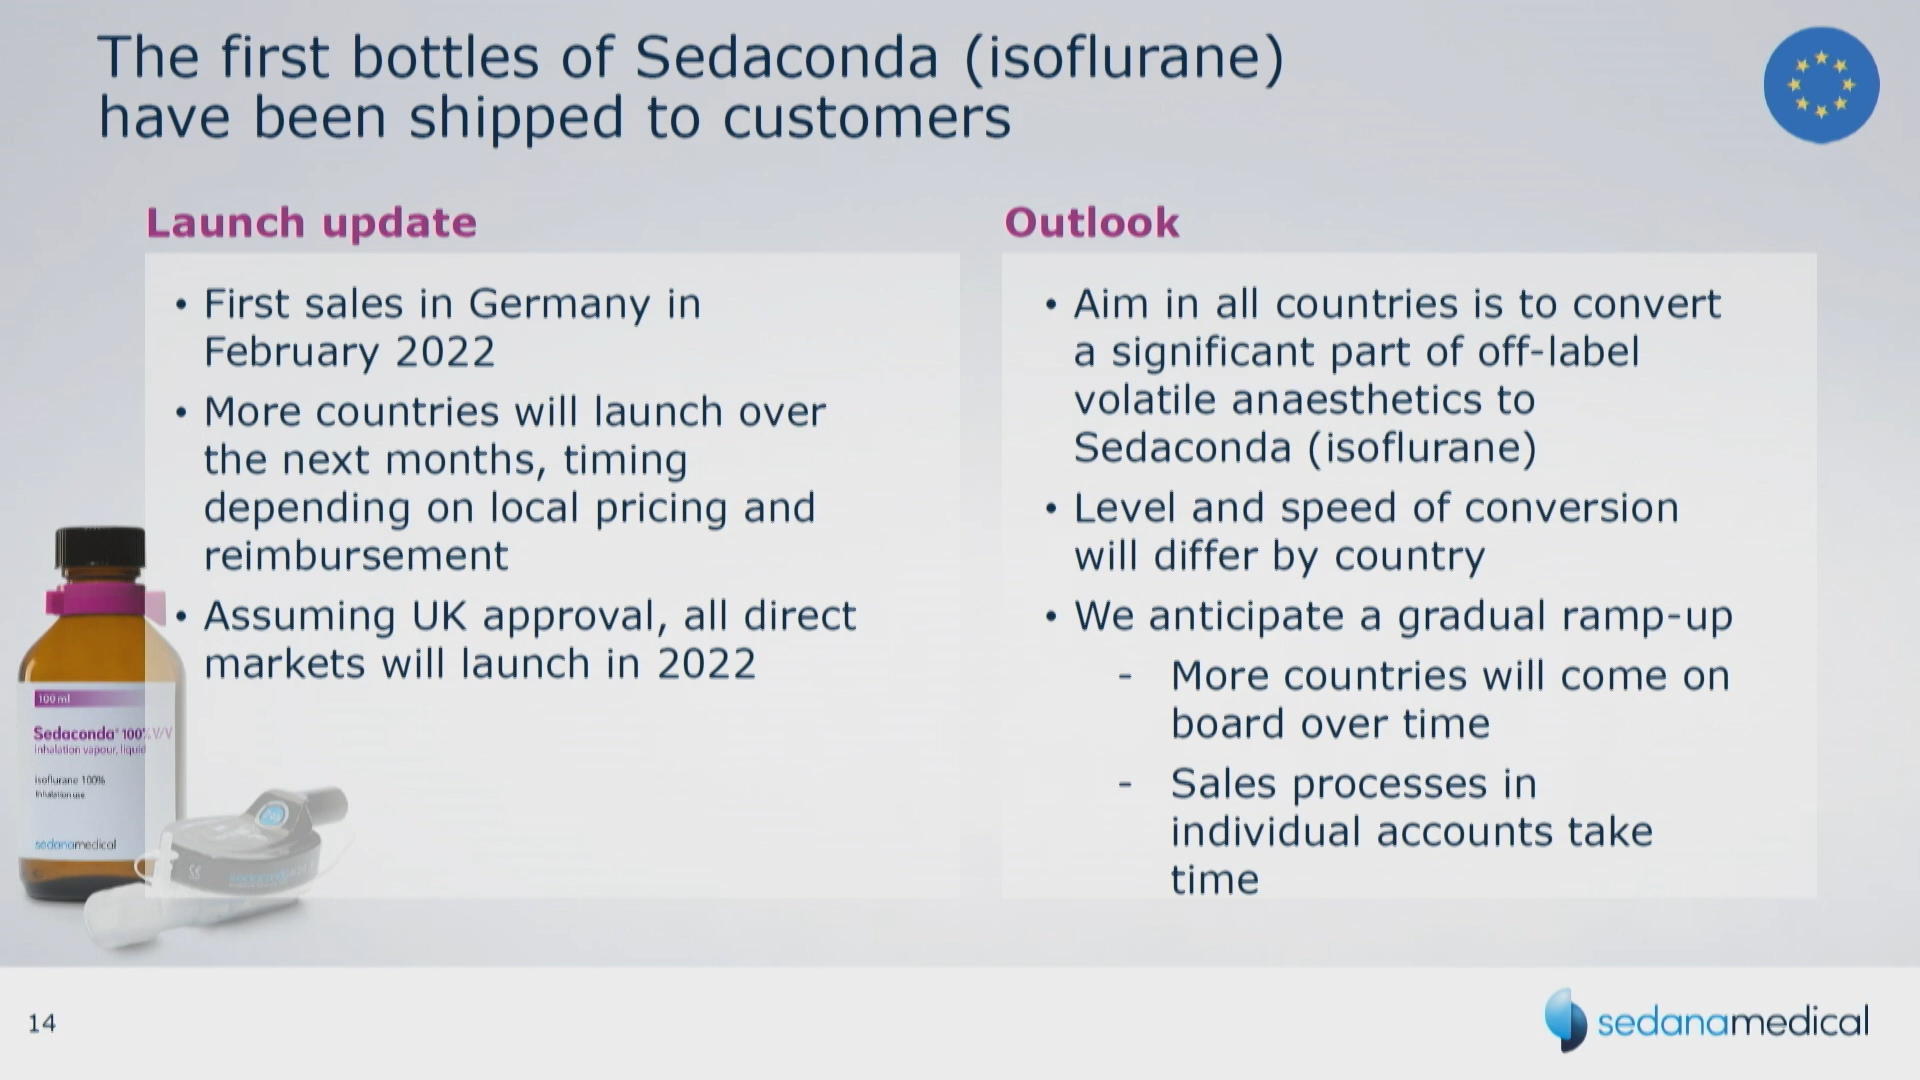 The first bottles of Sedaconda (isoflurane)
have been shipped to customers
Launch update
• First sales in Germany in
February 2022
• More countries will launch over
the next months, timing
depending on local pricing and
reimbursement
• Assuming UK approval, all direct
markets will launch in 2022
Outlook
• Aim in all countries is to convert
a significant part of off-label
volatile anaesthetics to
Sedaconda (isoflurane)
• Level and speed of conversion
will differ by country
• We anticipate a gradual ramp-up
- More countries will come on
board over time
- Sales processes in
individual accounts take
time
100 ml
Sedaconda® 100% V/V
inhalation vapour, liquid
isoflurane 100%
Inhalation use
sedanamedical
14
sedanamedical